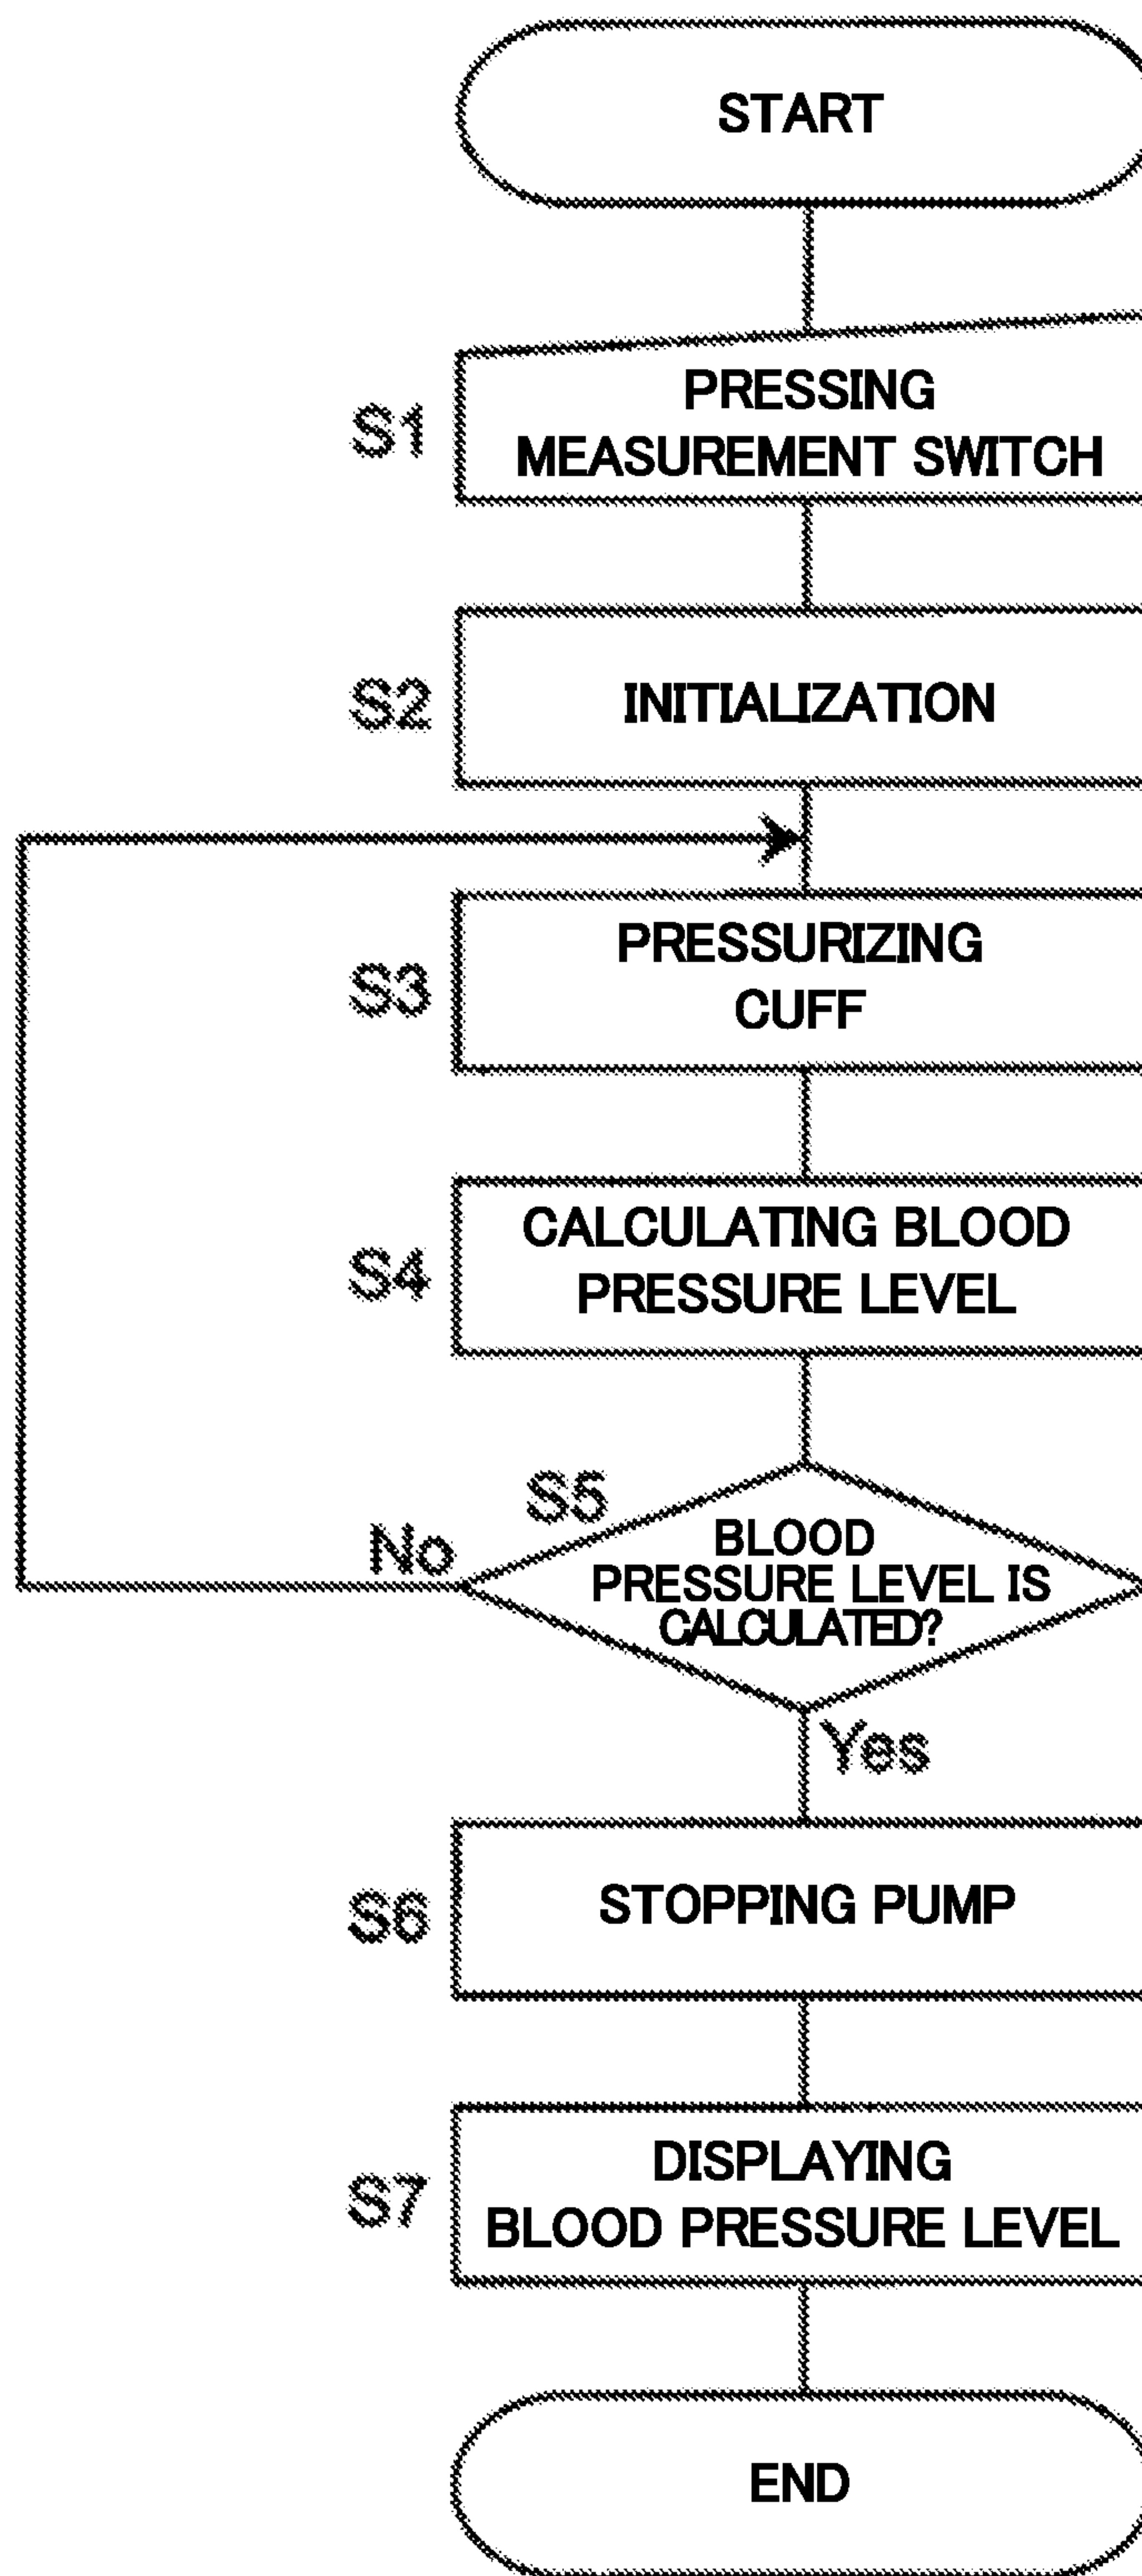 START
S1
PRESSING
MEASUREMENT SWITCH
S2
INITIALIZATION
S3
PRESSURIZING
CUFF
S4
CALCULATING BLOOD
PRESSURE LEVEL
S5
No
BLOOD
PRESSURE LEVEL IS
CALCULATED?
Yes
S6
STOPPING PUMP
S7
DISPLAYING
BLOOD PRESSURE LEVEL
END